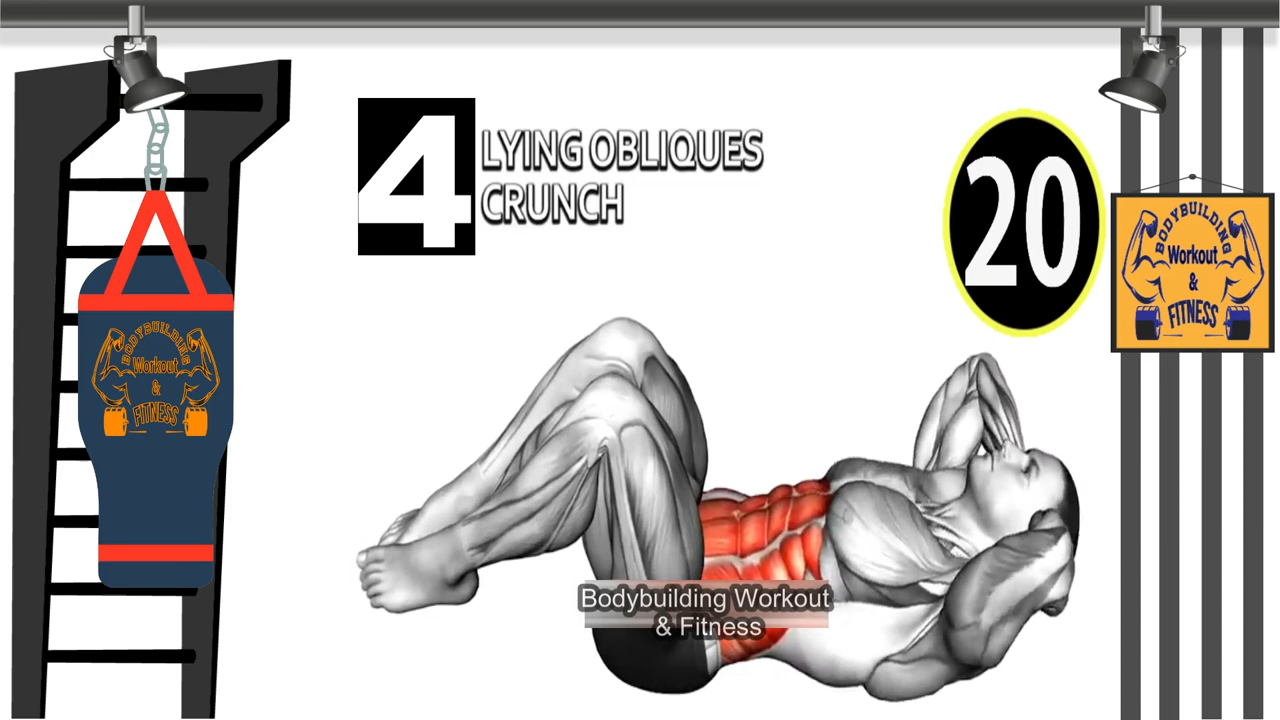 4
LYING OBLIQUES
CRUNCH
20
BODYBUILDING
Workout
&
FITNESS
BODYBUILDING
Workout
&
FITNESS
Bodybuilding Workout
& Fitness